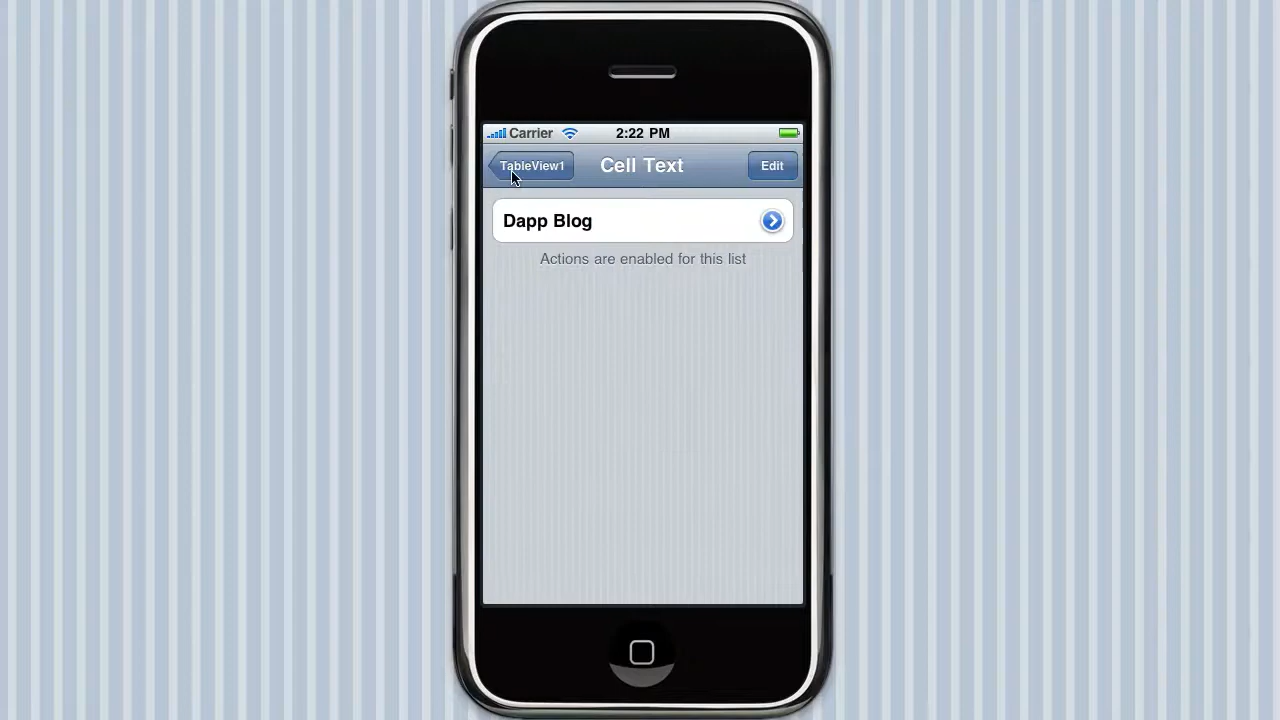 Carrier 2:22 PM
TableView1 Cell Text Edit
Dapp Blog
Actions are enabled for this list